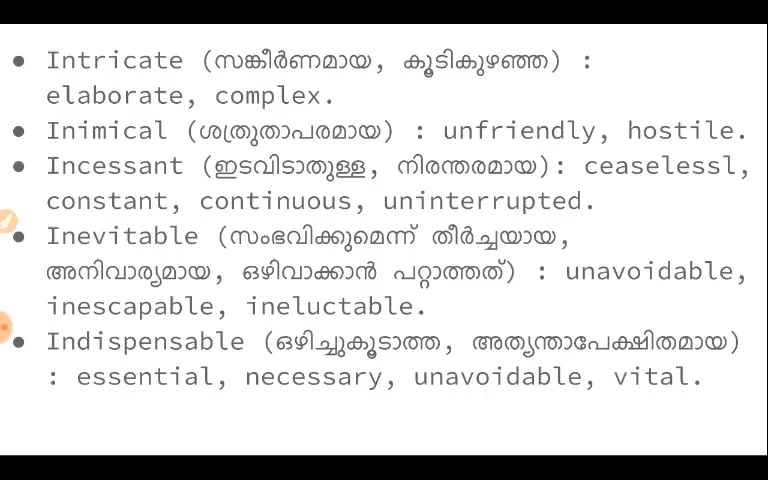 ● Intricate (സങ്കീർണമായ, കൂടികുഴഞ്ഞ) :
elaborate, complex.
● Inimical (ശത്രുതാപരമായ) : unfriendly, hostile.
● Incessant (ഇടവിടാതുള്ള, നിരന്തരമായ): ceaselessl,
constant, continuous, uninterrupted.
● Inevitable (സംഭവിക്കുമെന്ന് തീർച്ചയായ,
അനിവാര്യമായ, ഒഴിവാക്കാൻ പറ്റാത്തത്) : unavoidable,
inescapable, ineluctable.
● Indispensable (ഒഴിച്ചുകൂടാത്ത, അത്യന്താപേക്ഷിതമായ)
: essential, necessary, unavoidable, vital.